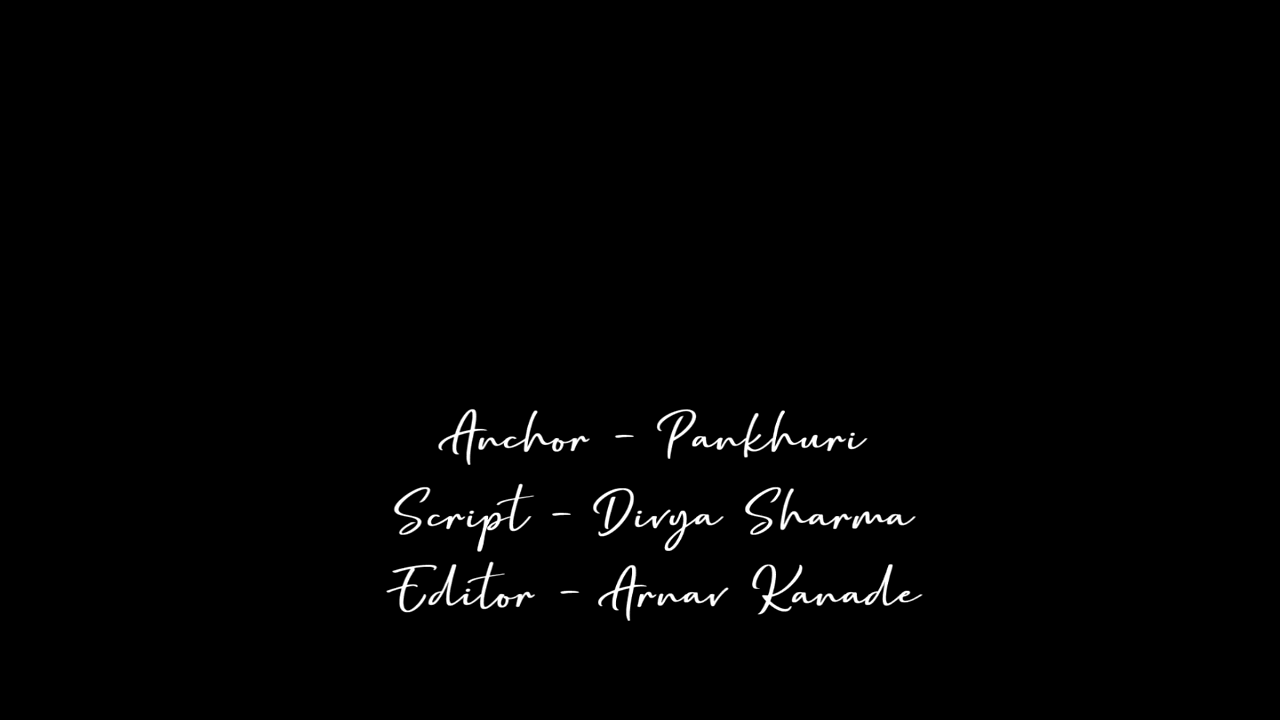 Anchor - Pankhuri
Script - Divya Sharma
Editor - Arnav Kanade